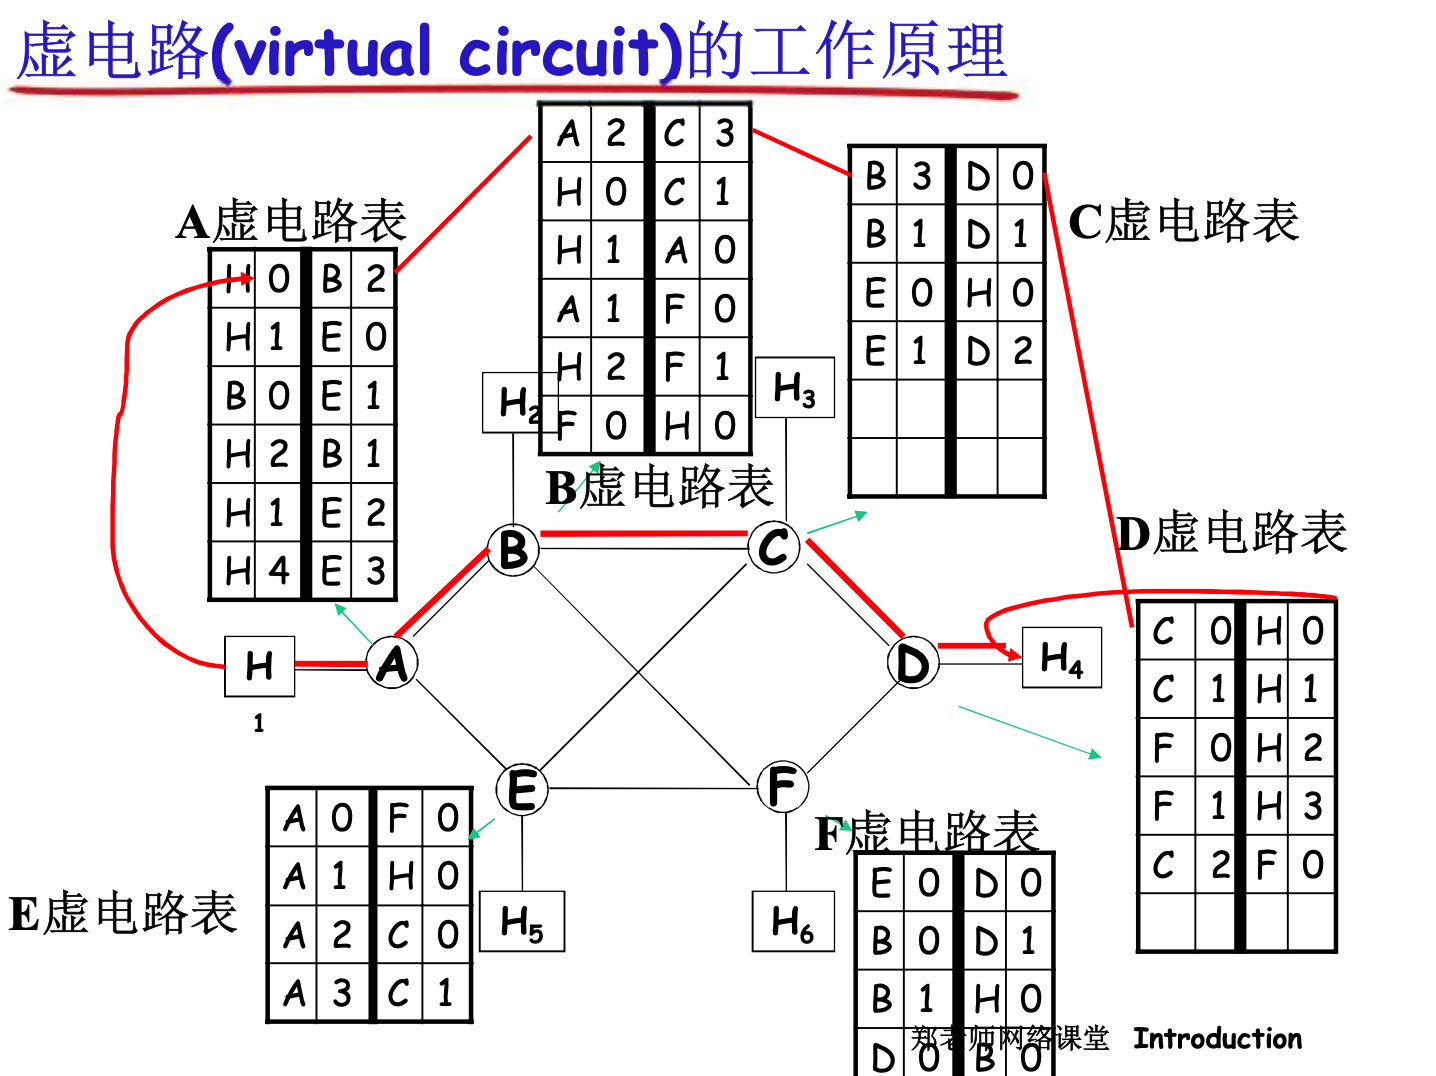 虚电路(virtual circuit)的工作原理
A虚电路表
H 0 B 2
H 1 E 0
B 0 E 1
H 2 B 1
H 1 E 2
H 4 E 3
A 2 C 3
H 0 C 1
H 1 A 0
A 1 F 0
H 2 F 1
F 0 H 0
B虚电路表
B 3 D 0
B 1 D 1
E 0 H 0
E 1 D 2
C虚电路表
H2
H3
B
C
D虚电路表
C 0 H 0
C 1 H 1
F 0 H 2
F 1 H 3
C 2 F 0
H
1
A
D
H4
E
F
E虚电路表
A 0 F 0
A 1 H 0
A 2 C 0
A 3 C 1
H5
H6
F虚电路表
E 0 D 0
B 0 D 1
B 1 H 0
D 0 B 0
郑老师网络课堂 Introduction